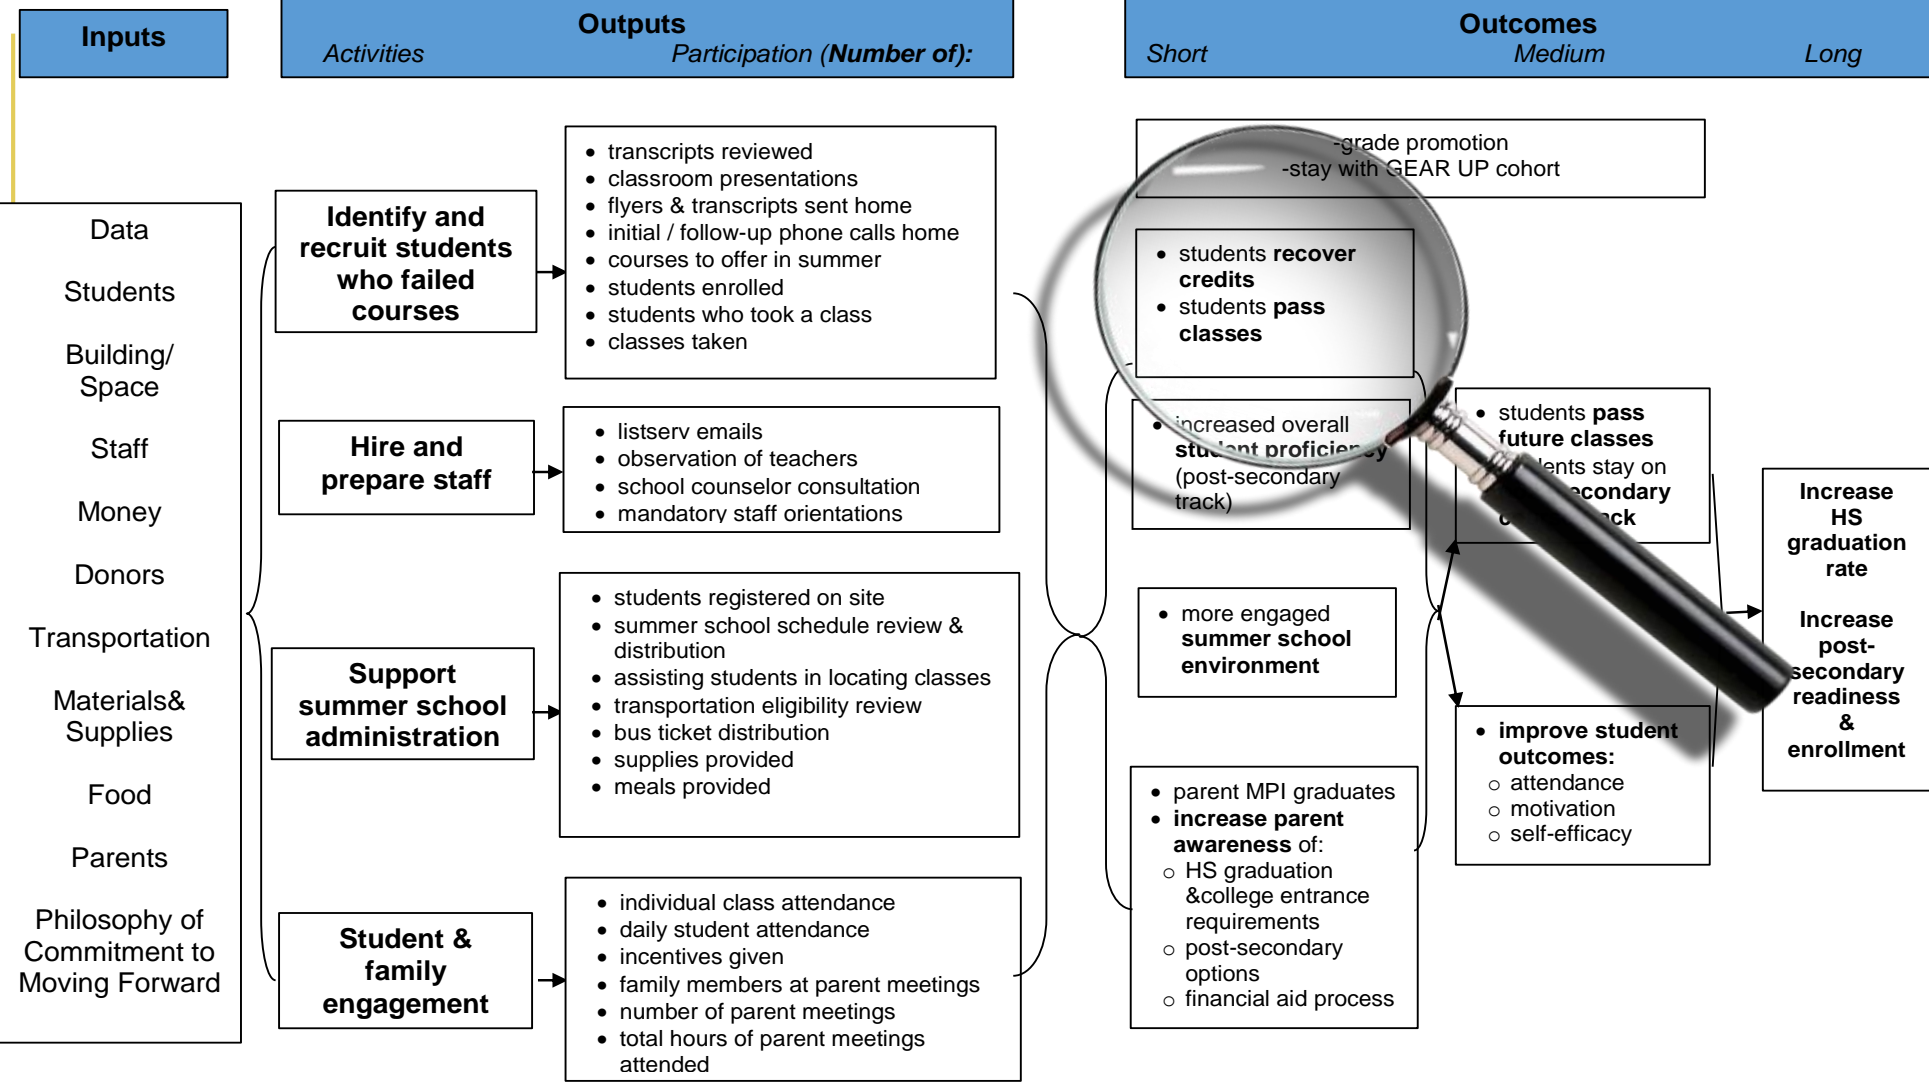 Inputs
Outputs
Activities
Participation (Number of):
Outcomes
Short
Medium
Long
Data
Students
Building/
Space
Staff
Money
Donors
Transportation
Materials&
Supplies
Food
Parents
Philosophy of
Commitment to
Moving Forward
Identify and
recruit students
who failed
courses
• transcripts reviewed
• classroom presentations
• flyers & transcripts sent home
• initial / follow-up phone calls home
• courses to offer in summer
• students enrolled
• students who took a class
• classes taken
Hire and
prepare staff
• listserv emails
• observation of teachers
• school counselor consultation
• mandatory staff orientations
Support
summer school
administration
• students registered on site
• summer school schedule review &
distribution
• assisting students in locating classes
• transportation eligibility review
• bus ticket distribution
• supplies provided
• meals provided
Student &
family
engagement
• individual class attendance
• daily student attendance
• incentives given
• family members at parent meetings
• number of parent meetings
• total hours of parent meetings
attended
-grade promotion
-stay with GEAR UP cohort
• students recover
credits
• students pass
classes
• increased overall
student proficiency
(post-secondary
track)
• more engaged
summer school
environment
• parent MPI graduates
• increase parent
awareness of:
o HS graduation
&college entrance
requirements
o post-secondary
options
o financial aid process
• students pass
future classes
stay on
• improve student
outcomes:
o attendance
o motivation
o self-efficacy
Increase
HS
graduation
rate
Increase
post-
secondary
readiness
&
enrollment